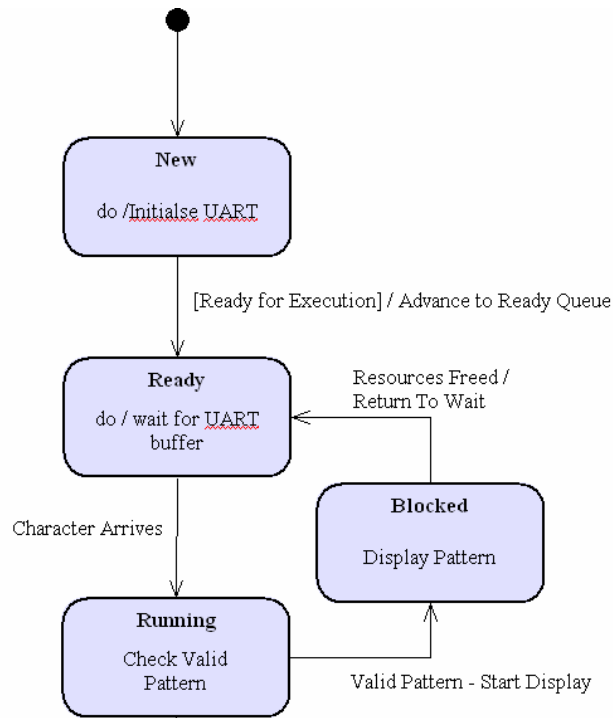 New
do /Initialse UART
[Ready for Execution] / Advance to Ready Queue
Ready
do / wait for UART
buffer
Resources Freed /
Return To Wait
Character Arrives
Blocked
Display Pattern
Running
Check Valid
Pattern
Valid Pattern - Start Display